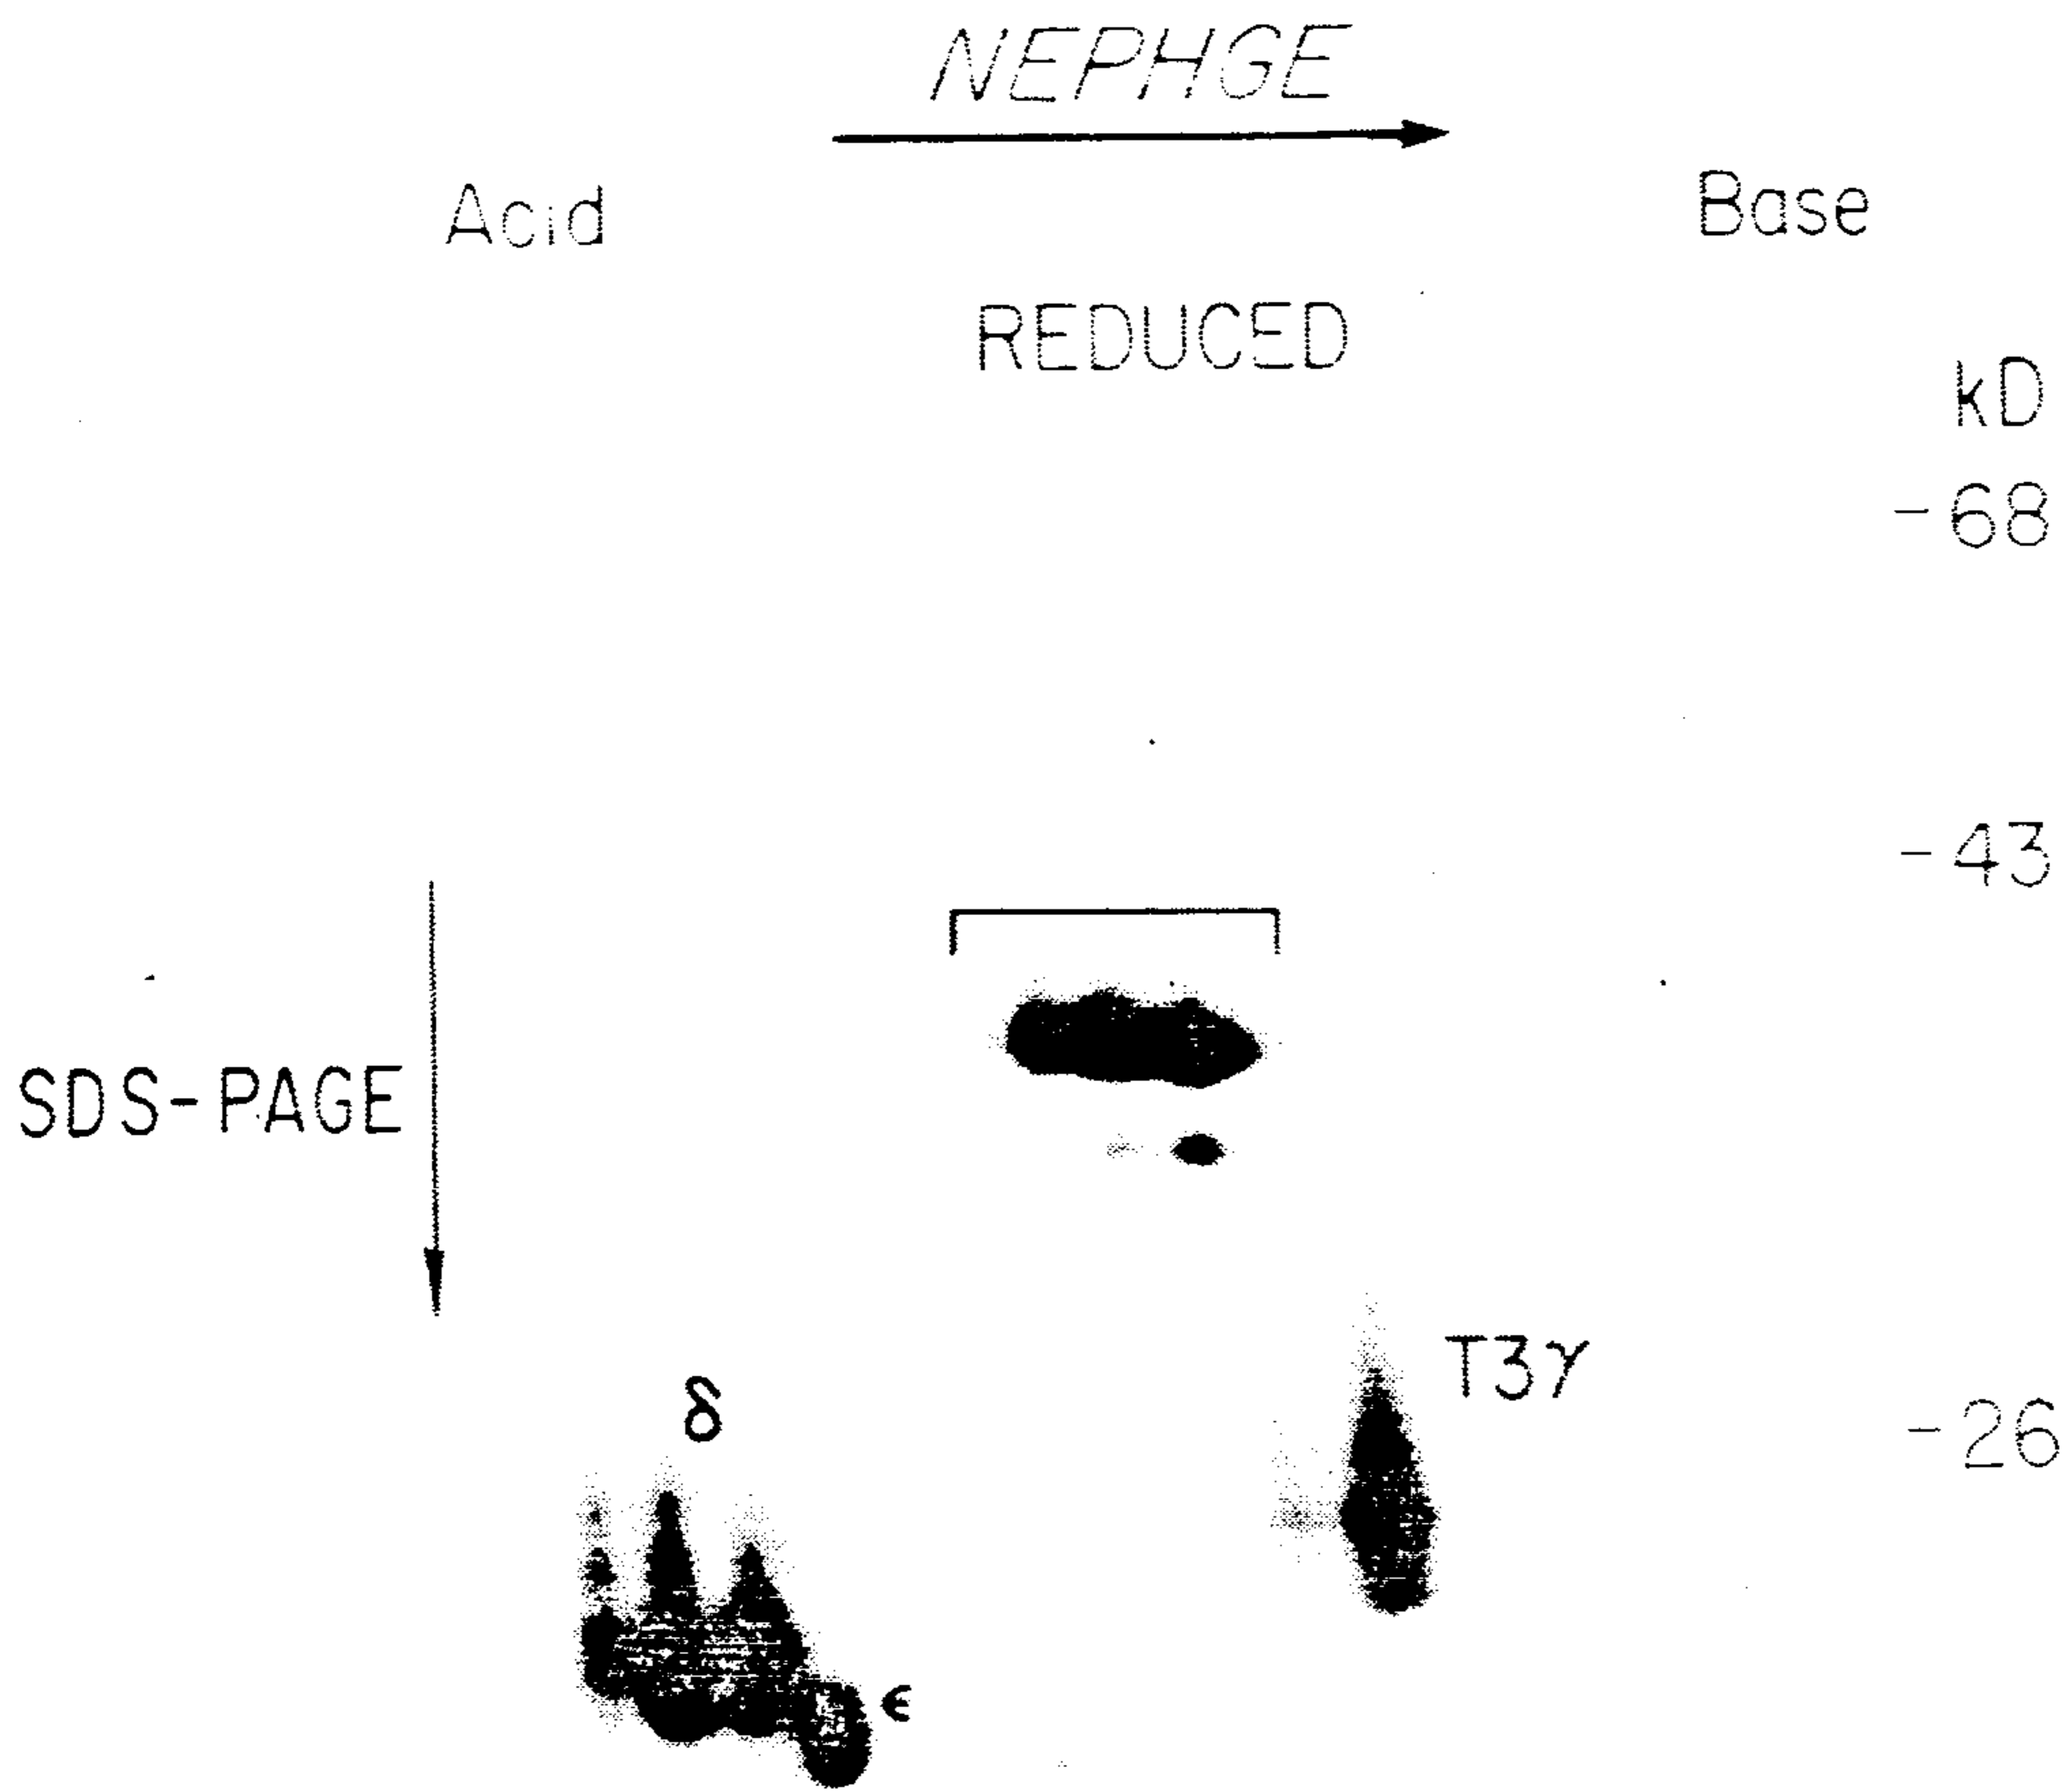 NEPHGE
Acid
Base
REDUCED
kD
-68
-43
SDS-PAGE
T3γ
δ
-26
ϵ